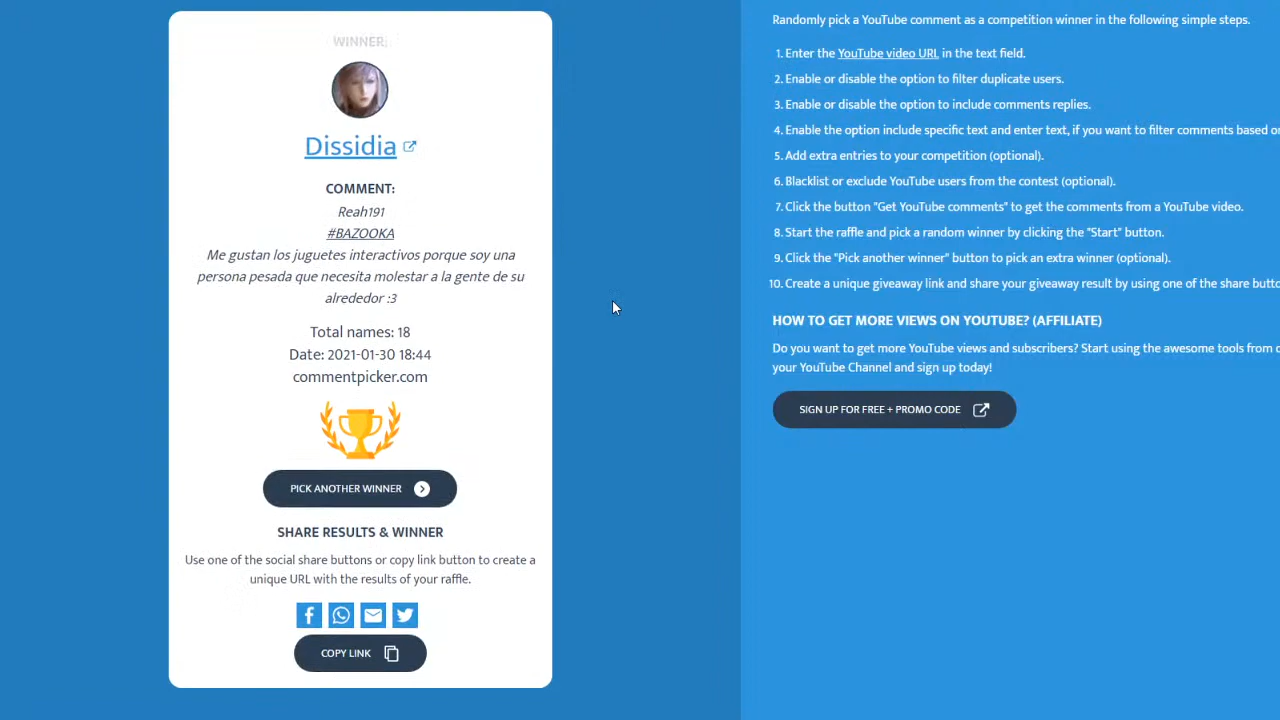 WINNER:
Dissidia
COMMENT:
Reah191
#BAZOOKA
Me gustan los juguetes interactivos porque soy una
persona pesada que necesita molestar a la gente de su
alrededor :3
Total names: 18
Date: 2021-01-30 18:44
commentpicker.com
PICK ANOTHER WINNER
SHARE RESULTS & WINNER
Use one of the social share buttons or copy link button to create a
unique URL with the results of your raffle.
COPY LINK
Randomly pick a YouTube comment as a competition winner in the following simple steps.
1. Enter the YouTube video URL in the text field.
2. Enable or disable the option to filter duplicate users.
3. Enable or disable the option to include comments replies.
4. Enable the option include specific text and enter text, if you want to filter comments based on
5. Add extra entries to your competition (optional).
6. Blacklist or exclude YouTube users from the contest (optional).
7. Click the button "Get YouTube comments" to get the comments from a YouTube video.
8. Start the raffle and pick a random winner by clicking the "Start" button.
9. Click the "Pick another winner" button to pick an extra winner (optional).
10. Create a unique giveaway link and share your giveaway result by using one of the share butto
HOW TO GET MORE VIEWS ON YOUTUBE? (AFFILIATE)
Do you want to get more YouTube views and subscribers? Start using the awesome tools from
your YouTube Channel and sign up today!
SIGN UP FOR FREE + PROMO CODE